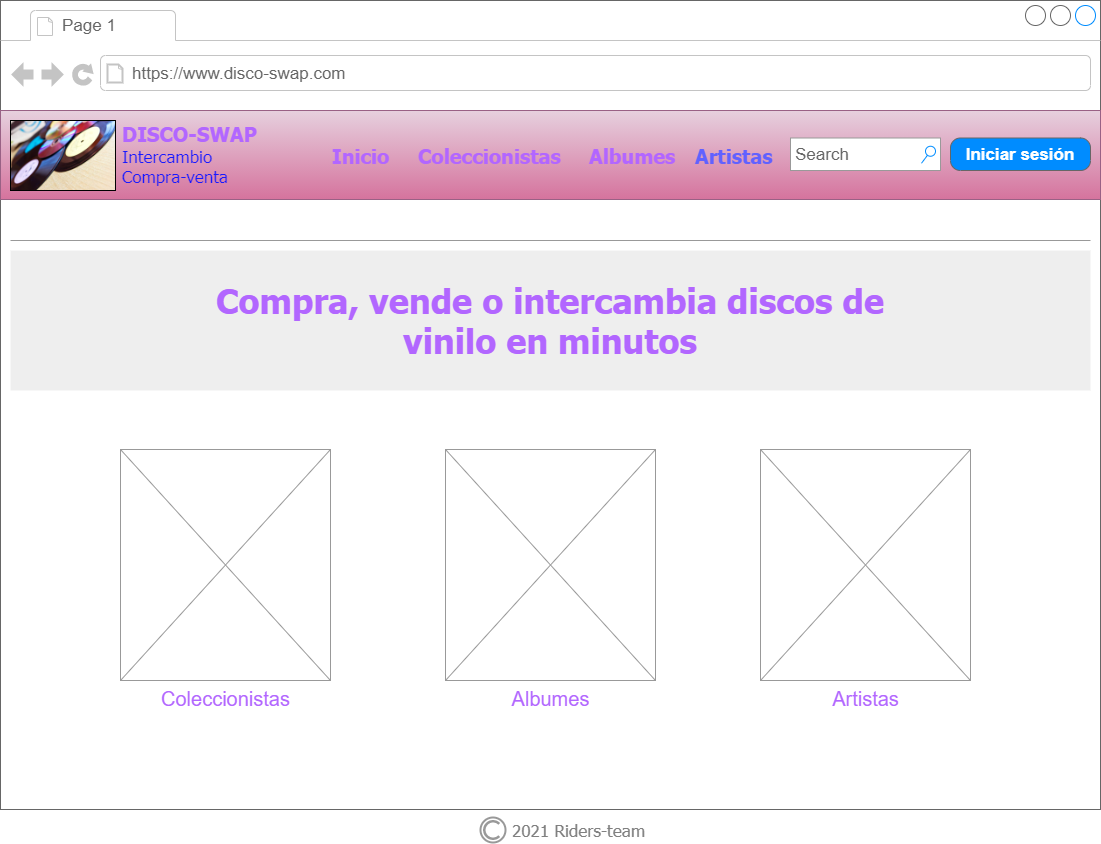 Page 1
https://www.disco-swap.com
DISCO-SWAP
Intercambio
Compra-venta
Inicio
Coleccionistas
Albumes
Artistas
Search
Iniciar sesión
Compra, vende o intercambia discos de
vinilo en minutos
Coleccionistas
Albumes
Artistas
© 2021 Riders-team